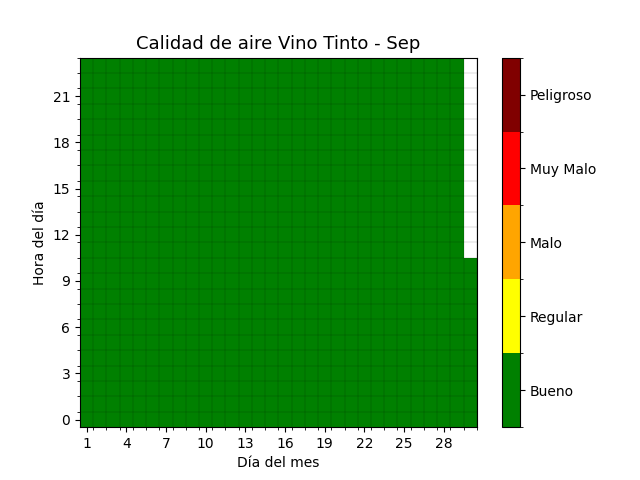 Calidad de aire Vino Tinto - Sep
Hora del día
21
18
15
12
9
6
3
0
1 4 7 10 13 16 19 22 25 28
Día del mes
Peligroso
Muy Malo
Malo
Regular
Bueno